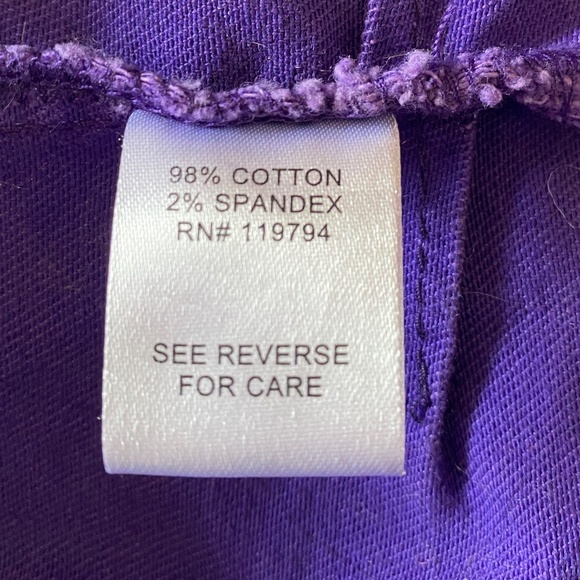 98% COTTON
2% SPANDEX
RN# 119794
SEE REVERSE
FOR CARE